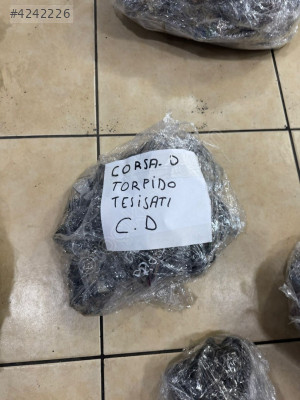 #4242226
CORSA-D
TORPİDO
TESİSATI
C.D